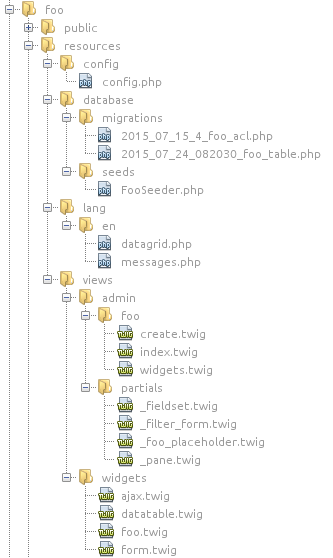 foo
public
resources
config
config.php
database
migrations
2015_07_15_4_foo_acl.php
2015_07_24_082030_foo_table.php
seeds
FooSeeder.php
lang
en
datagrid.php
messages.php
views
admin
foo
create.twig
index.twig
widgets.twig
partials
_fieldset.twig
_filter_form.twig
_foo_placeholder.twig
_pane.twig
widgets
ajax.twig
datatable.twig
foo.twig
form.twig